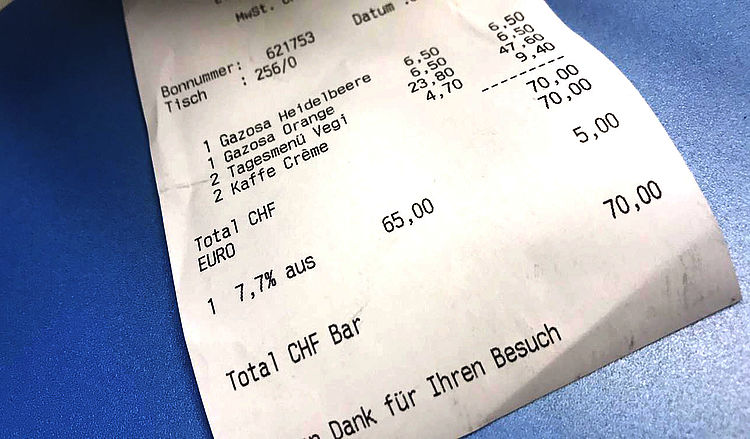 MwSt.
Datum
Bonnummer: 621753
Tisch : 256/0
1 Gazosa Heidelbeere 6,50 6,50
1 Gazosa Orange 6,50 6,50
2 Tagesmenü Vegi 23,80 47,60
2 Kaffe Crème 4,70 9,40
----------
Total CHF 70,00
EURO 70,00
1 7,7% aus 65,00 5,00
Total CHF Bar 70,00
Dank für Ihren Besuch